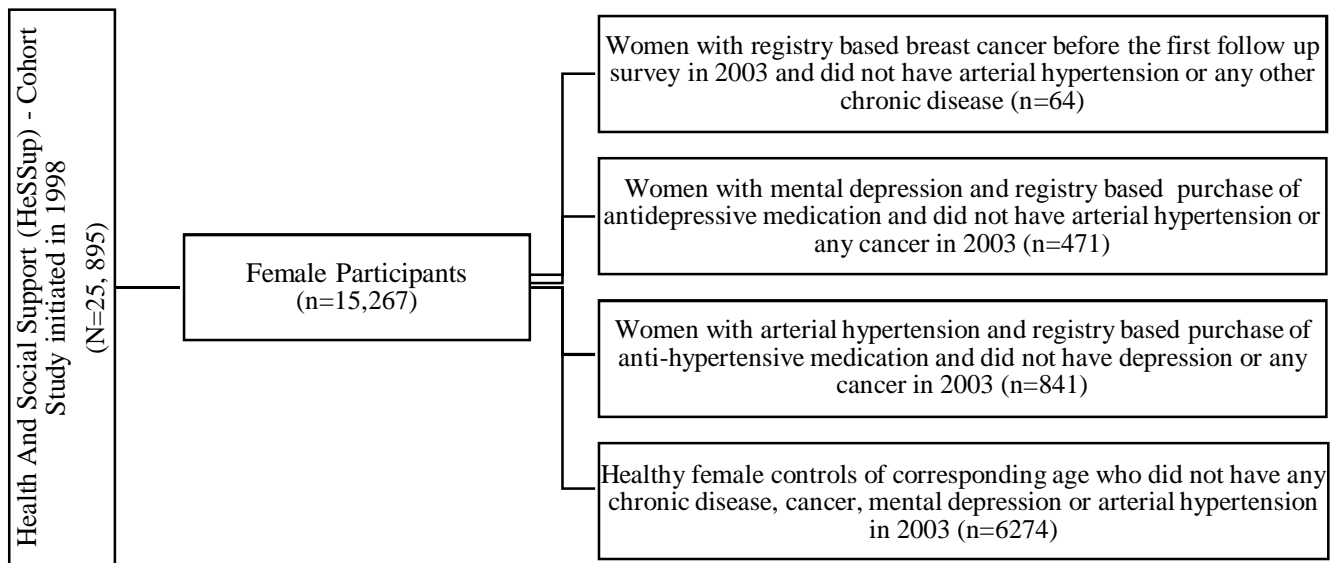 Health And Social Support (HeSSup) - Cohort
Study initiated in 1998
(N=25, 895)
Female Participants
(n=15,267)
Women with registry based breast cancer before the first follow up
survey in 2003 and did not have arterial hypertension or any other
chronic disease (n=64)
Women with mental depression and registry based purchase of
antidepressive medication and did not have arterial hypertension or
any cancer in 2003 (n=471)
Women with arterial hypertension and registry based purchase of
anti-hypertensive medication and did not have depression or any
cancer in 2003 (n=841)
Healthy female controls of corresponding age who did not have any
chronic disease, cancer, mental depression or arterial hypertension
in 2003 (n=6274)